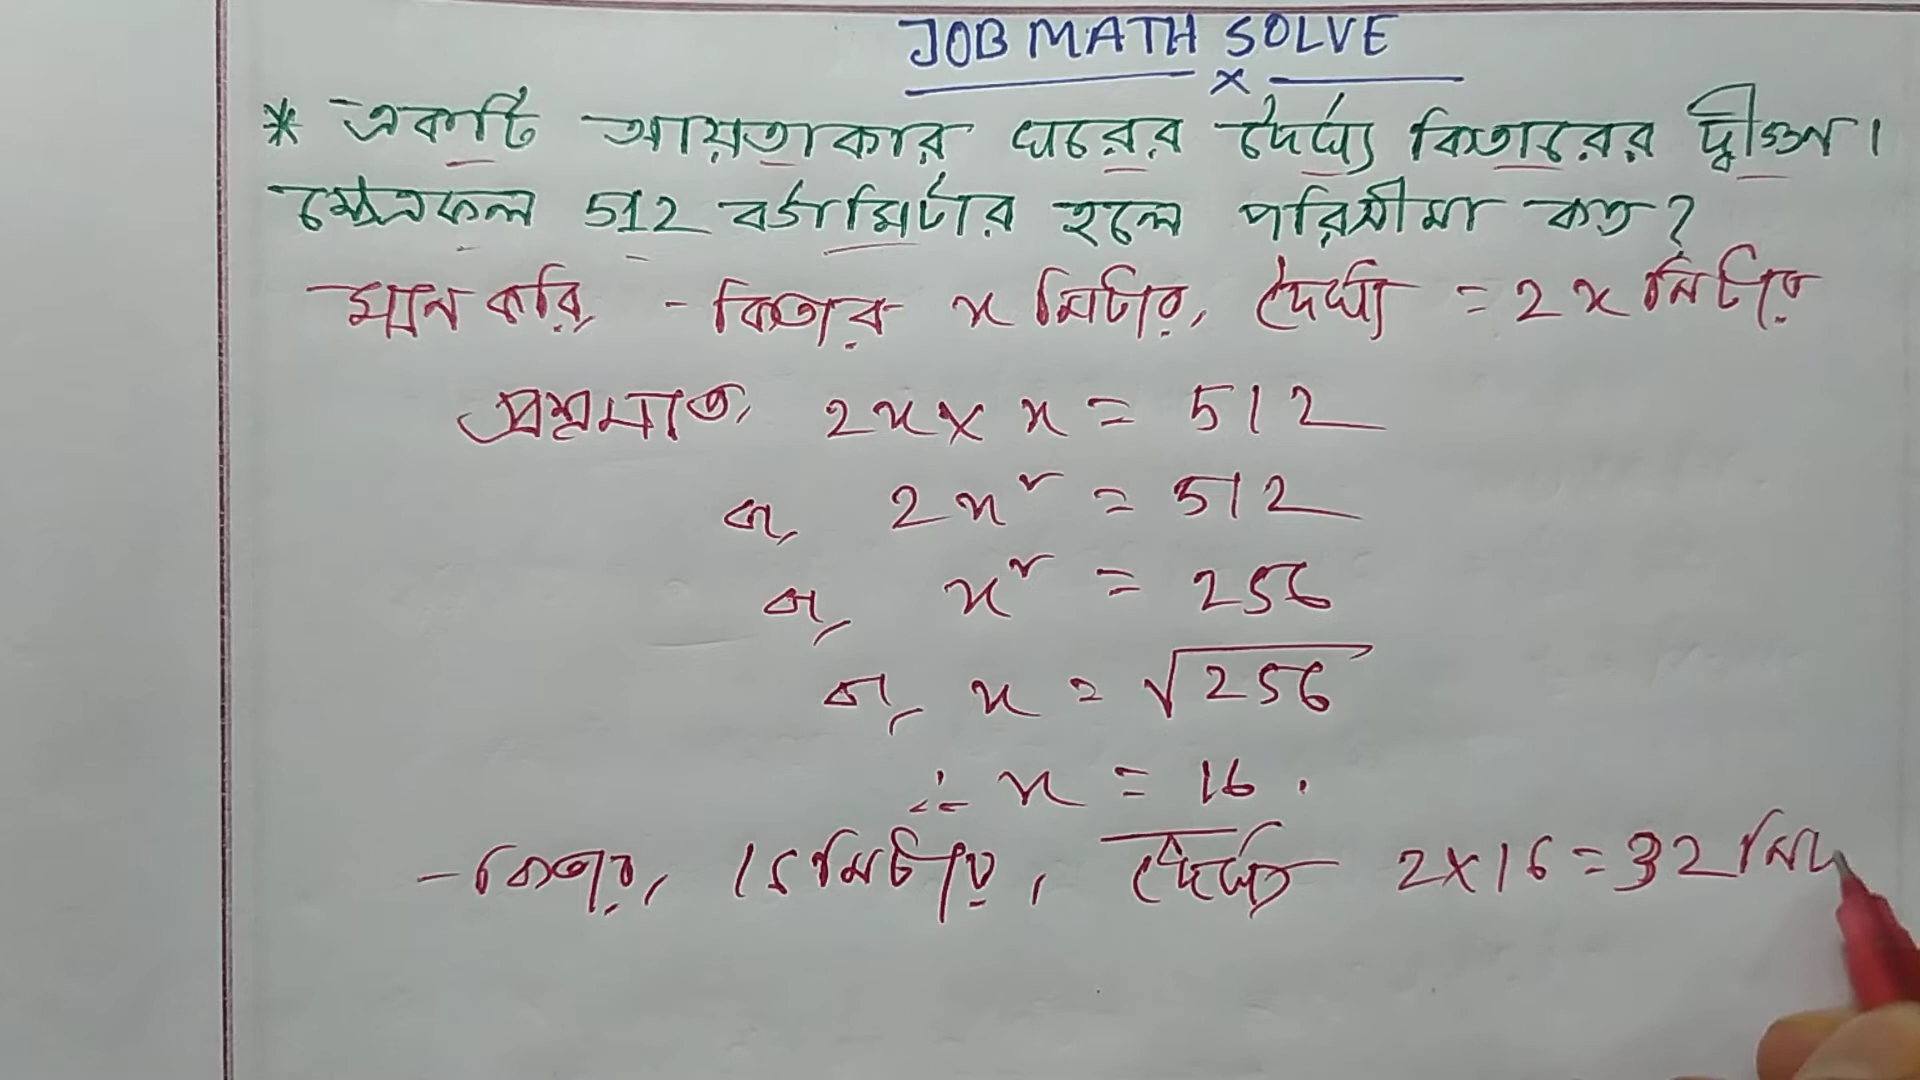 JOB MATH SOLVE
x
* একটি আয়তাকার ঘরের দৈর্ঘ্য বিস্তারের দ্বীগুন।
ক্ষেত্রফল 512 বর্গমিটার হলে পরিসীমা কত?
মান করি, - বিস্তার x মিটার, দৈর্ঘ্য = 2x মিটার
প্রশ্নমতে, 2x × x = 512
বা, 2x² = 512
বা, x² = 256
বা, x = √256
∴ x = 16 .
- বিস্তার, 16 মিটার, দৈর্ঘ্য 2×16=32 মি